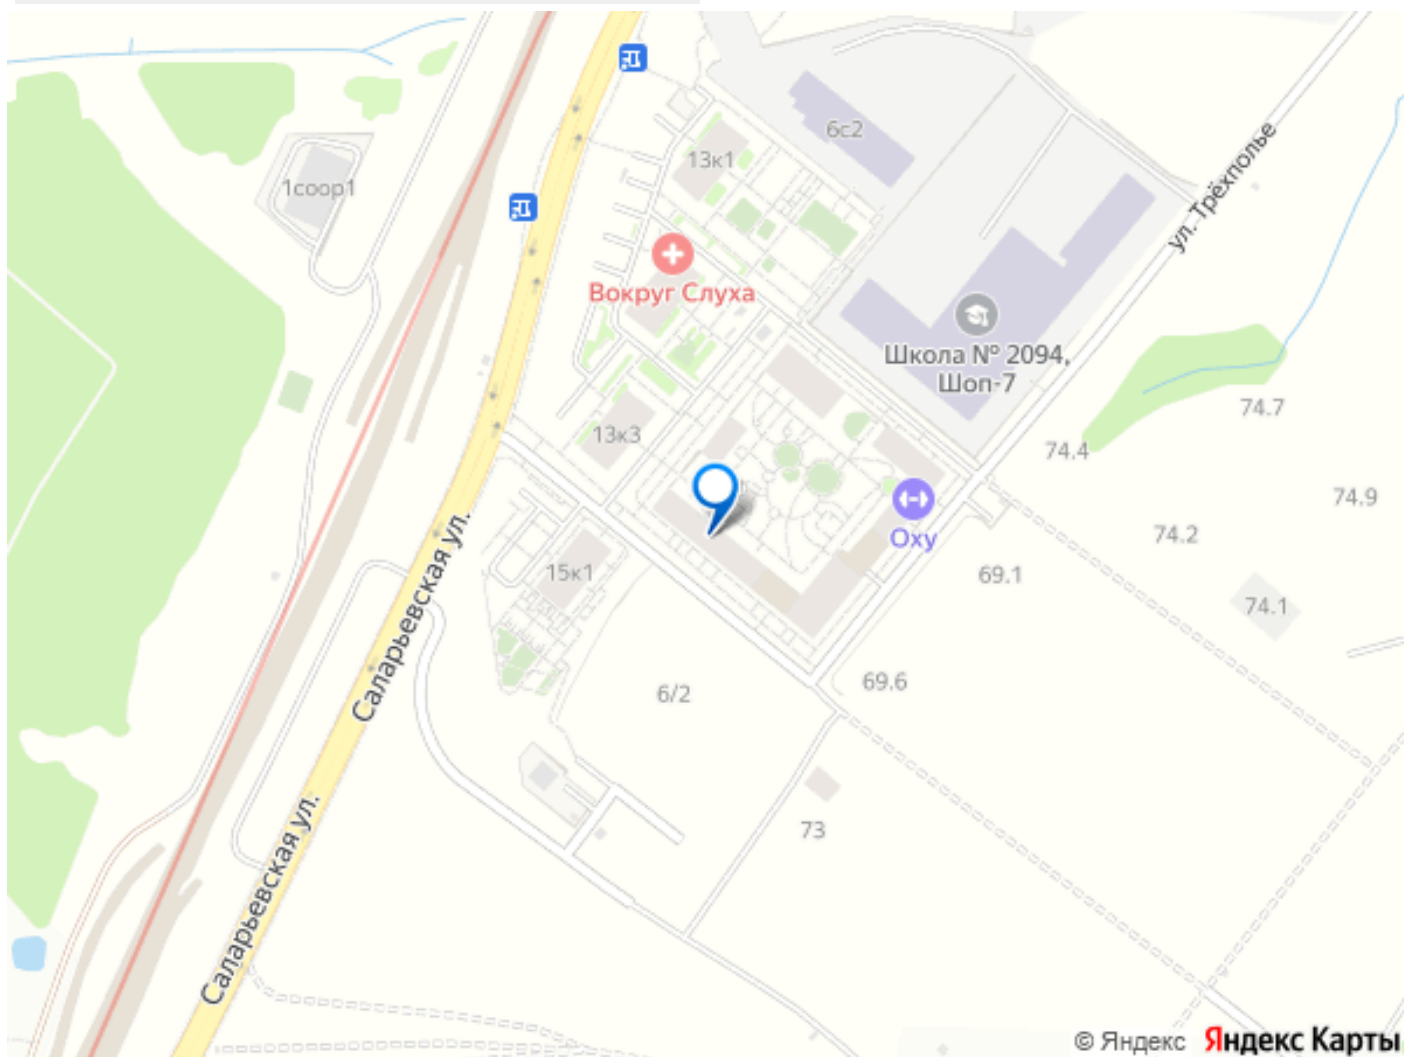 6с2
13к1
1соор1
ул. Трёхполье
Вокруг Слуха
Школа № 2094,
Шоп-7
74.7
13к3
74.4
74.9
74.2
Оху
15к1
69.1
74.1
Саларьевская ул.
69.6
6/2
73
Саларьевская ул.
© Яндекс Яндекс Карты